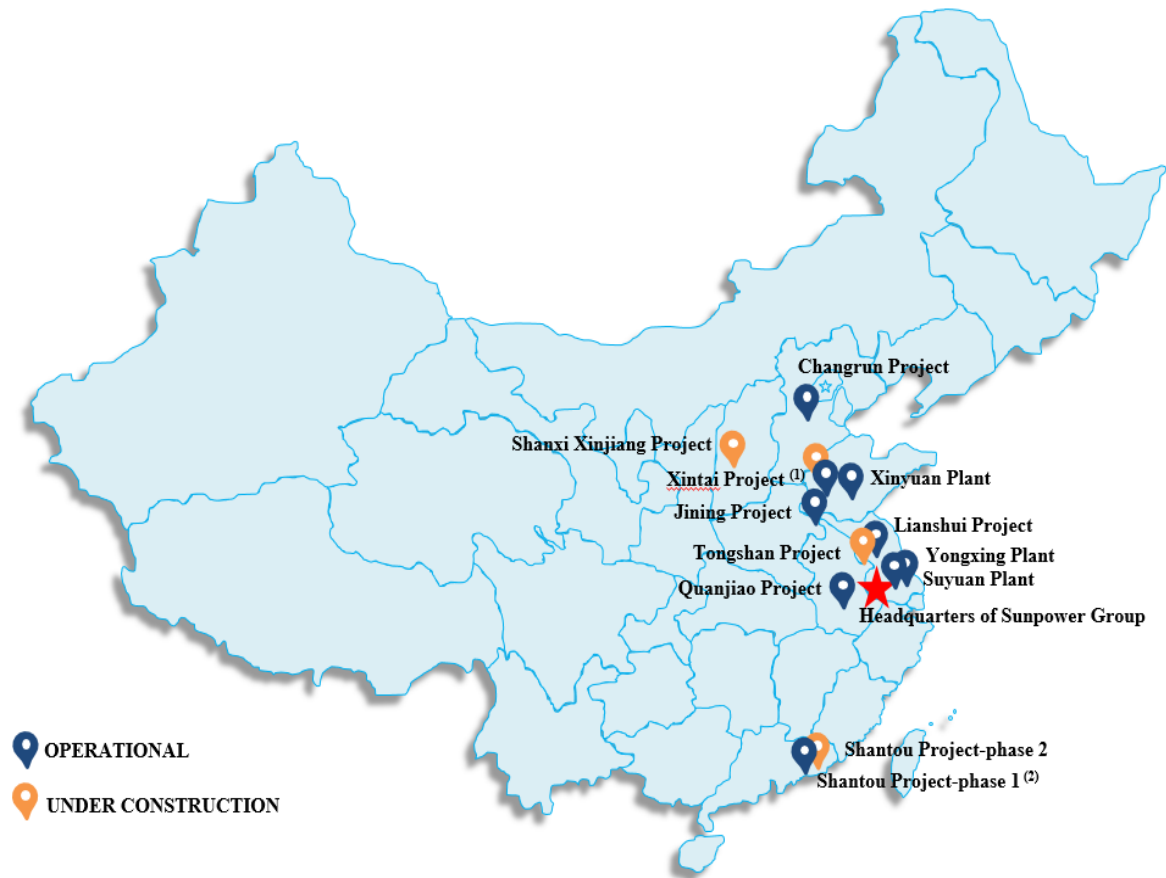 Changrun Project
Shanxi Xinjiang Project
Xintai Project (1)
Xinyuan Plant
Jining Project
Lianshui Project
Tongshan Project
Yongxing Plant
Suyuan Plant
Quanjiao Project
Headquarters of Sunpower Group
OPERATIONAL
Shantou Project-phase 2
Shantou Project-phase 1 (2)
UNDER CONSTRUCTION